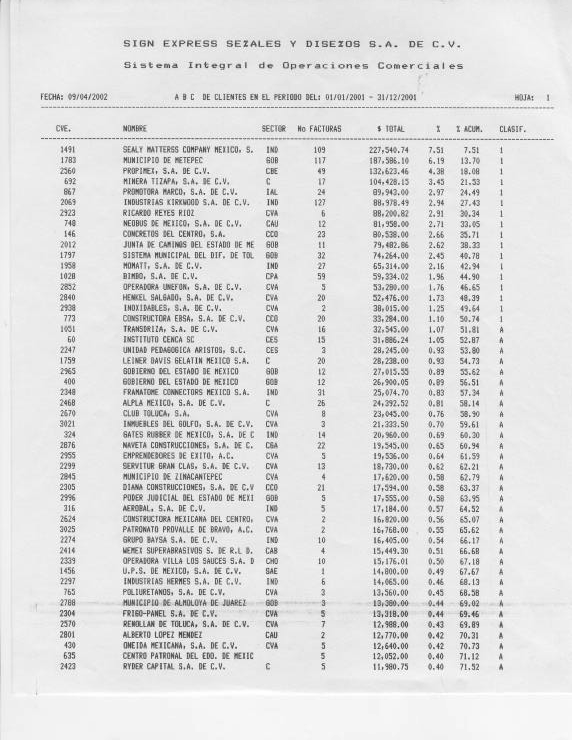 SIGN EXPRESS SEZALES Y DISEZOS S.A. DE C.V.
Sistema Integral de Operaciones Comerciales
FECHA: 09/04/2002 A B C DE CLIENTES EN EL PERIODO DEL: 01/01/2001 - 31/12/2001 HOJA: 1
CVE. NOMBRE SECTOR No FACTURAS $ TOTAL % % ACUM. CLASIF.
1491 SEALY MATTERSS COMPANY MEXICO, S. IND 109 227,540.74 7.51 7.51 1
1783 MUNICIPIO DE METEPEC GOB 117 187,586.10 6.19 13.70 1
2560 PROPIMEX, S.A. DE C.V. CBE 49 132,623.46 4.38 18.08 1
692 MINERA TIZAPA, S.A. DE C.V. C 17 104,428.15 3.45 21.53 1
867 PROMOTORA MARCO, S.A. DE C.V. IAL 24 89,943.00 2.97 24.49 1
2069 INDUSTRIAS KIRKWOOD S.A. DE C.V. IND 127 88,978.49 2.94 27.43 1
2923 RICARDO REYES RIOZ CVA 6 88,200.82 2.91 30.34 1
748 NEOBUS DE MEXICO, S.A. DE C.V. CAU 12 81,958.00 2.71 33.05 1
146 CONCRETOS DEL CENTRO, S.A. CCO 23 80,538.00 2.66 35.71 1
2012 JUNTA DE CAMINOS DEL ESTADO DE ME GOB 11 79,482.86 2.62 38.33 1
1797 SISTEMA MUNICIPAL DEL DIF. DE TOL GOB 32 74,264.00 2.45 40.78 1
1958 MOMATT, S.A. DE C.V. IND 27 65,314.00 2.16 42.94 1
1028 BIMBO, S.A. DE C.V. CPA 59 59,334.02 1.96 44.90 1
2852 OPERADORA UNEFON, S.A. DE C.V. CVA 5 53,280.00 1.76 46.65 1
2840 HENKEL SALGADO, S.A. DE C.V. CVA 20 52,476.00 1.73 48.39 1
2938 INOXIDABLES, S.A. DE C.V. CVA 2 38,015.00 1.25 49.64 1
773 CONSTRUCTORA EBSA, S.A. DE C.V. CCO 20 33,284.00 1.10 50.74 1
1051 TRANSDRIZA, S.A. DE C.V. CVA 16 32,545.00 1.07 51.81 A
60 INSTITUTO CENCA SC CES 15 31,886.24 1.05 52.87 A
2247 UNIDAD PEDAGOGICA ARISTOS, S.C. CES 3 28,245.00 0.93 53.80 A
1759 LEINER DAVIS GELATIN MEXICO S.A. C 20 28,238.00 0.93 54.73 A
2965 GOBIERNO DEL ESTADO DE MEXICO GOB 12 27,015.55 0.89 55.62 A
400 GOBIERNO DEL ESTADO DE MEXICO GOB 12 26,900.05 0.89 56.51 A
2348 FRAMATOME CONNECTORS MEXICO S.A. IND 31 25,074.70 0.83 57.34 A
2468 ALPLA MEXICO, S.A. DE C.V. C 26 24,392.52 0.81 58.14 A
2670 CLUB TOLUCA, S.A. CVA 8 23,045.00 0.76 58.90 A
3021 INMUEBLES DEL GOLFO, S.A. DE C.V. CVA 3 21,333.50 0.70 59.61 A
324 GATES RUBBER DE MEXICO, S.A. DE C IND 14 20,960.00 0.69 60.30 A
2876 NAVETA CONSTRUCCIONES, S.A. DE C. CGA 22 19,545.00 0.65 60.94 A
2955 EMPRENDEDORES DE EXITO, A.C. CVA 5 19,536.00 0.64 61.59 A
2299 SERVITUR GRAN CLAS, S.A. DE C.V. CVA 13 18,730.00 0.62 62.21 A
2845 MUNICIPIO DE ZINACANTEPEC CVA 4 17,620.00 0.58 62.79 A
2305 DIANA CONSTRUCCIONES, S.A. DE C.V CCO 21 17,594.00 0.58 63.37 A
2996 PODER JUDICIAL DEL ESTADO DE MEXI GOB 5 17,555.00 0.58 63.95 A
316 AEROBAL, S.A. DE C.V. IND 5 17,184.00 0.57 64.52 A
2624 CONSTRUCTORA MEXICANA DEL CENTRO, CVA 2 16,820.00 0.56 65.07 A
3025 PATRONATO PROVALLE DE BRAVO, A.C. CVA 2 16,768.00 0.55 65.62 A
2274 GRUPO BAYSA S.A. DE C.V. IND 10 16,405.00 0.54 66.17 A
2414 WEMEX SUPERABRASIVOS S. DE R.L D. CAB 4 15,449.30 0.51 66.68 A
2339 OPERADORA VILLA LOS SAUCES S.A. D CHO 10 15,176.01 0.50 67.18 A
1456 U.P.S. DE MEXICO, S.A. DE C.V. SAE 1 14,800.00 0.49 67.67 A
2297 INDUSTRIAS HERMES S.A. DE C.V. IND 6 14,065.00 0.46 68.13 A
765 POLIURETANOS, S.A. DE C.V. CVA 3 13,560.00 0.45 68.58 A
2788 MUNICIPIO DE ALMOLOYA DE JUAREZ GOB 3 13,380.00 0.44 69.02 A
2304 FRIGO-PANEL S.A. DE C.V. CVA 5 13,318.00 0.44 69.46 A
2570 RENOLLAN DE TOLUCA, S.A. DE C.V. CVA 7 12,988.00 0.43 69.89 A
2801 ALBERTO LOPEZ MENDEZ CAU 2 12,770.00 0.42 70.31 A
430 ONEIDA MEXICANA, S.A. DE C.V. CVA 5 12,640.00 0.42 70.73 A
635 CENTRO PATRONAL DEL EDO. DE MEXIC 5 12,052.00 0.40 71.12 A
2423 RYDER CAPITAL S.A. DE C.V. C 5 11,980.75 0.40 71.52 A